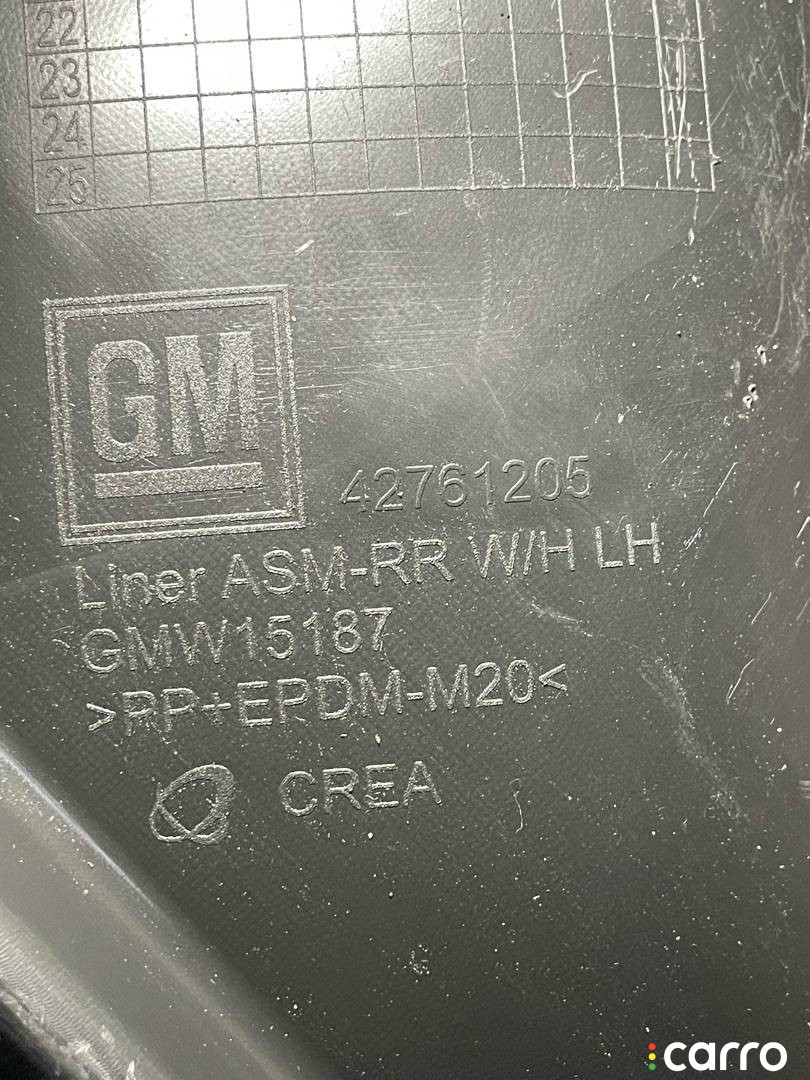 22
23
24
25
GM
42761205
Liner ASM-RR W/H LH
GMW15187
>PP+EPDM-M20<
CREA
carro